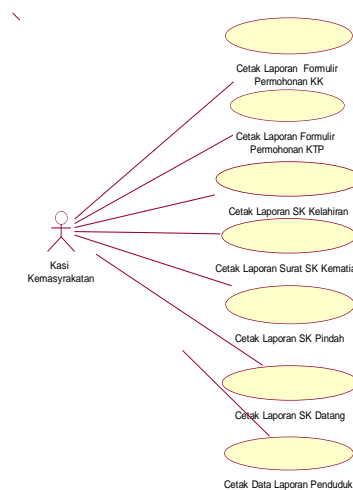 Cetak Laporan Formulir
Permohonan KK
Cetak Laporan Formulir
Permohonan KTP
Cetak Laporan SK Kelahiran
Cetak Laporan Surat SK Kematia
Kasi
Kemasyrakatan
Cetak Laporan SK Pindah
Cetak Laporan SK Datang
Cetak Data Laporan Penduduk